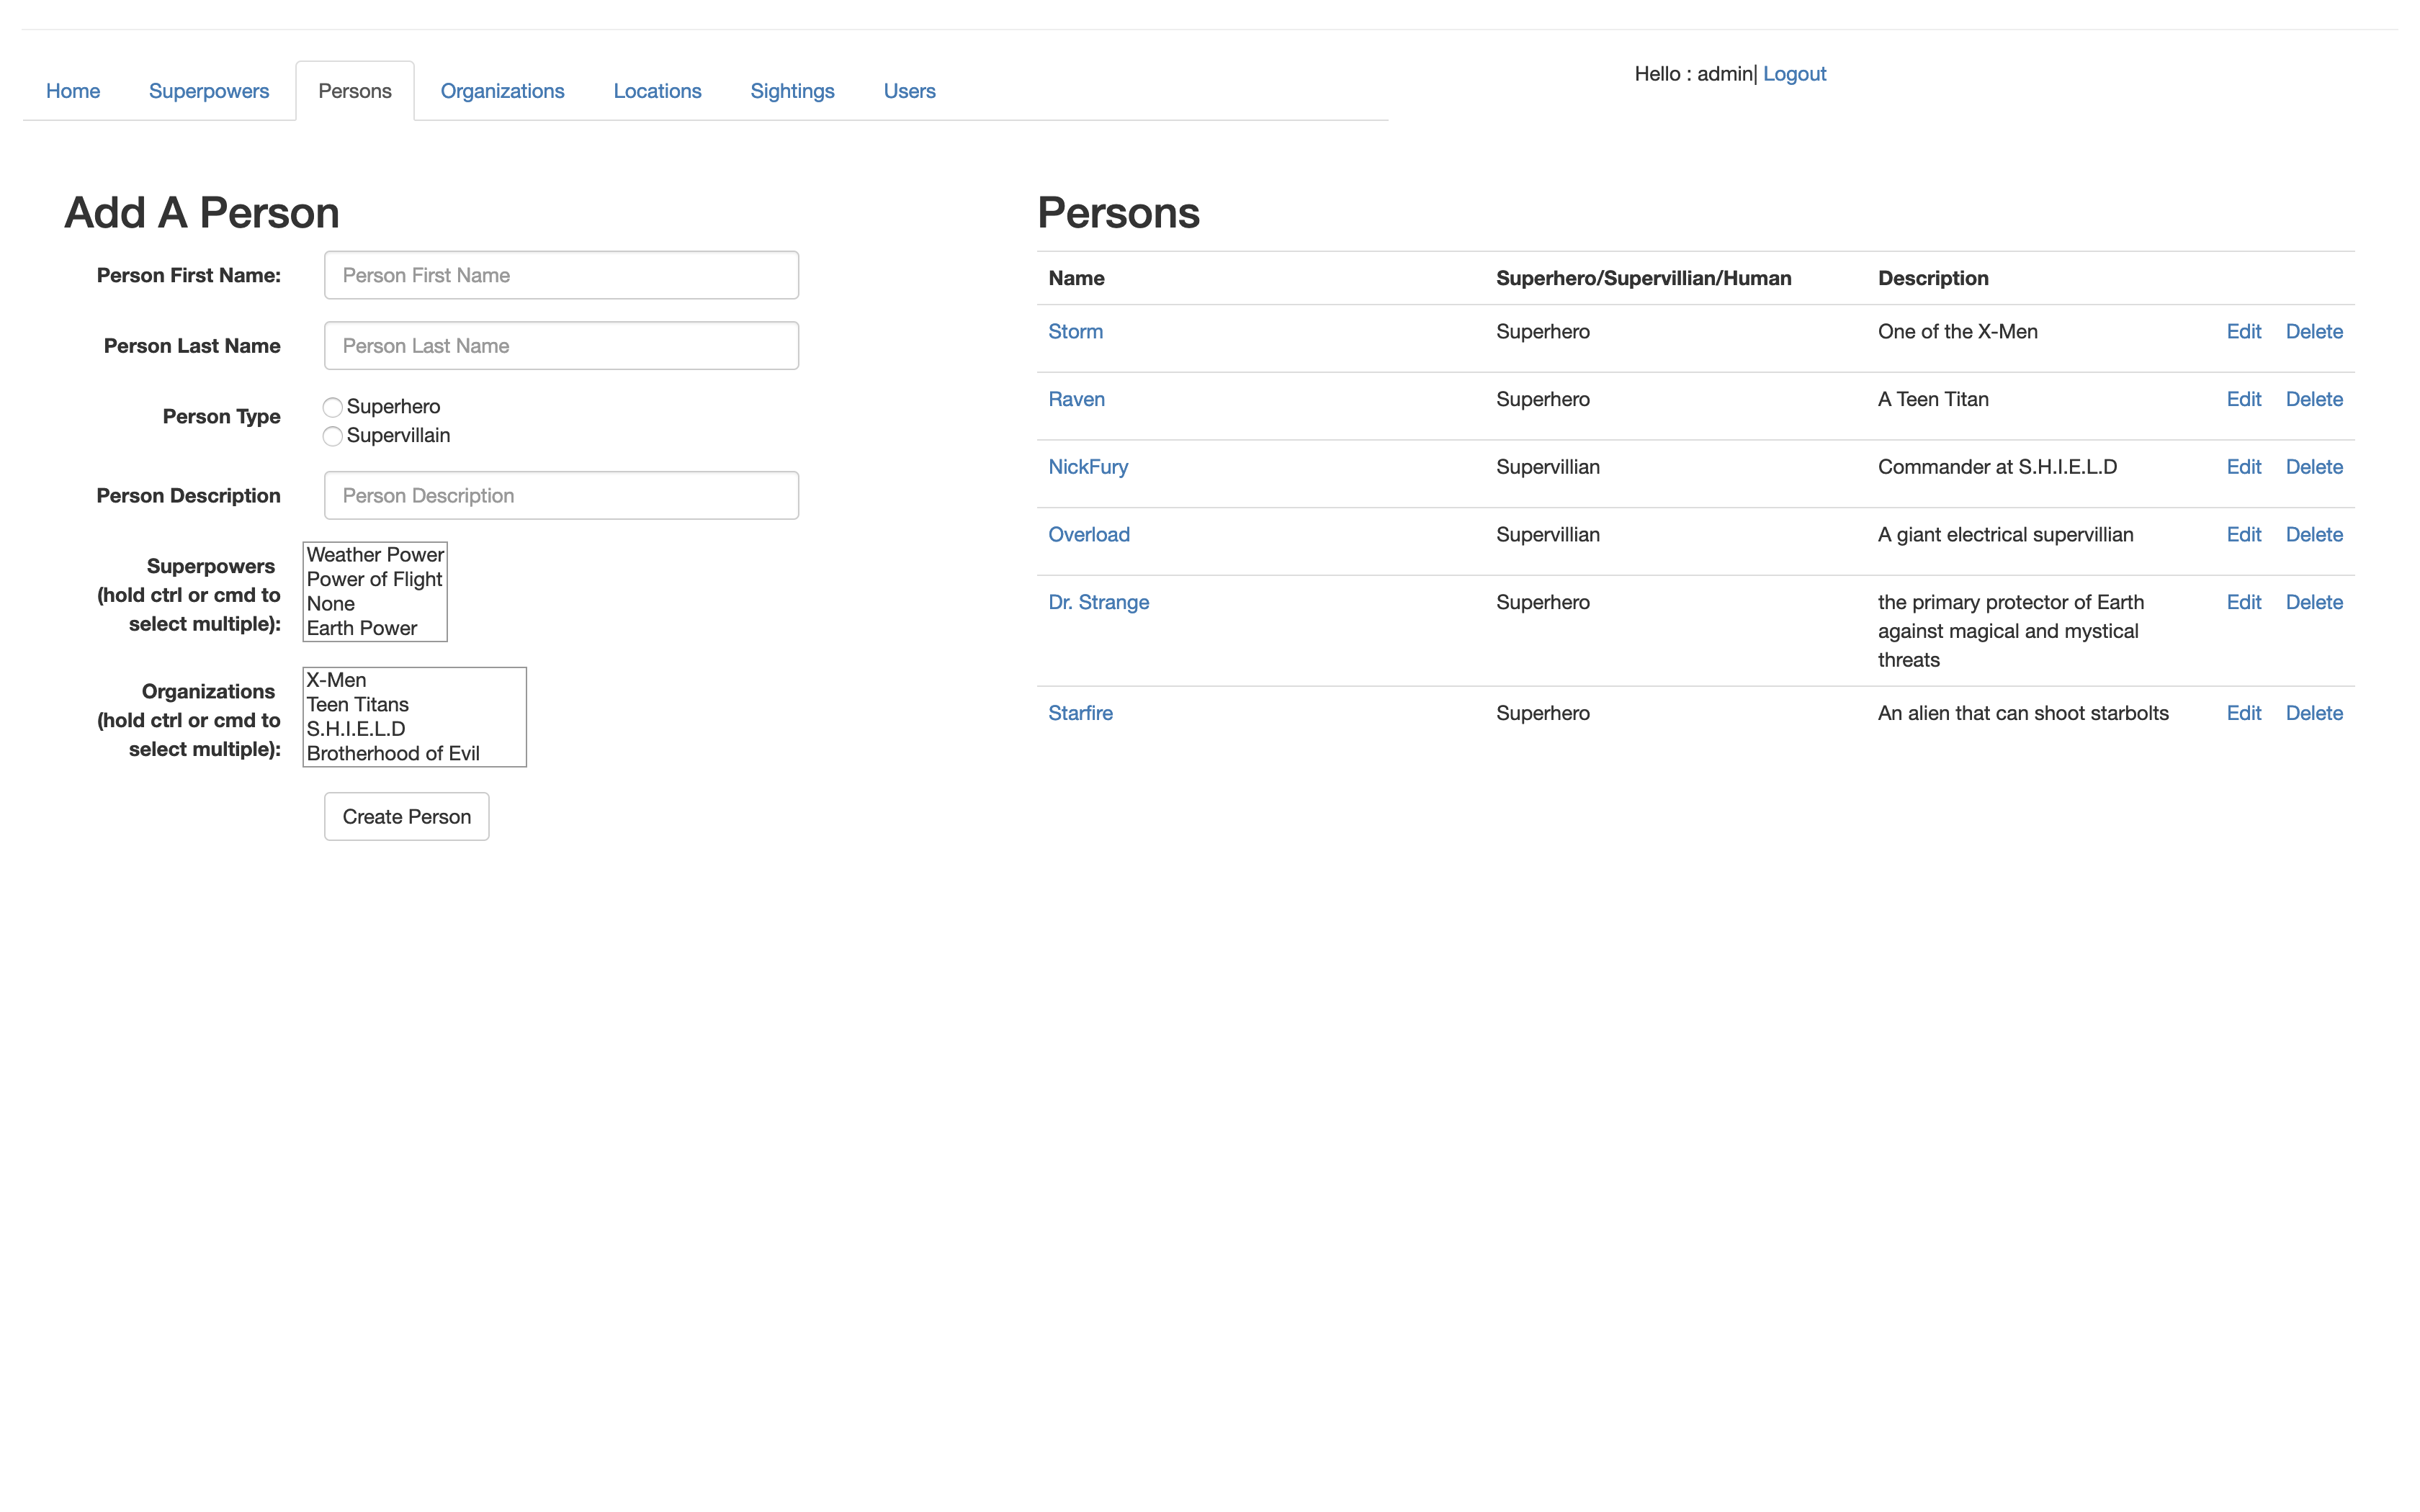 Home Superpowers Persons Organizations Locations Sightings Users
Hello : admin| Logout
Add A Person
Person First Name: Person First Name
Person Last Name Person Last Name
Person Type Superhero
Supervillain
Person Description Person Description
Superpowers
(hold ctrl or cmd to
select multiple):
Weather Power
Power of Flight
None
Earth Power
Organizations
(hold ctrl or cmd to
select multiple):
X-Men
Teen Titans
S.H.I.E.L.D
Brotherhood of Evil
Create Person
Persons
Name Superhero/Supervillian/Human Description
Storm Superhero One of the X-Men Edit Delete
Raven Superhero A Teen Titan Edit Delete
NickFury Supervillian Commander at S.H.I.E.L.D Edit Delete
Overload Supervillian A giant electrical supervillian Edit Delete
Dr. Strange Superhero the primary protector of Earth Edit Delete
against magical and mystical
threats
Starfire Superhero An alien that can shoot starbolts Edit Delete